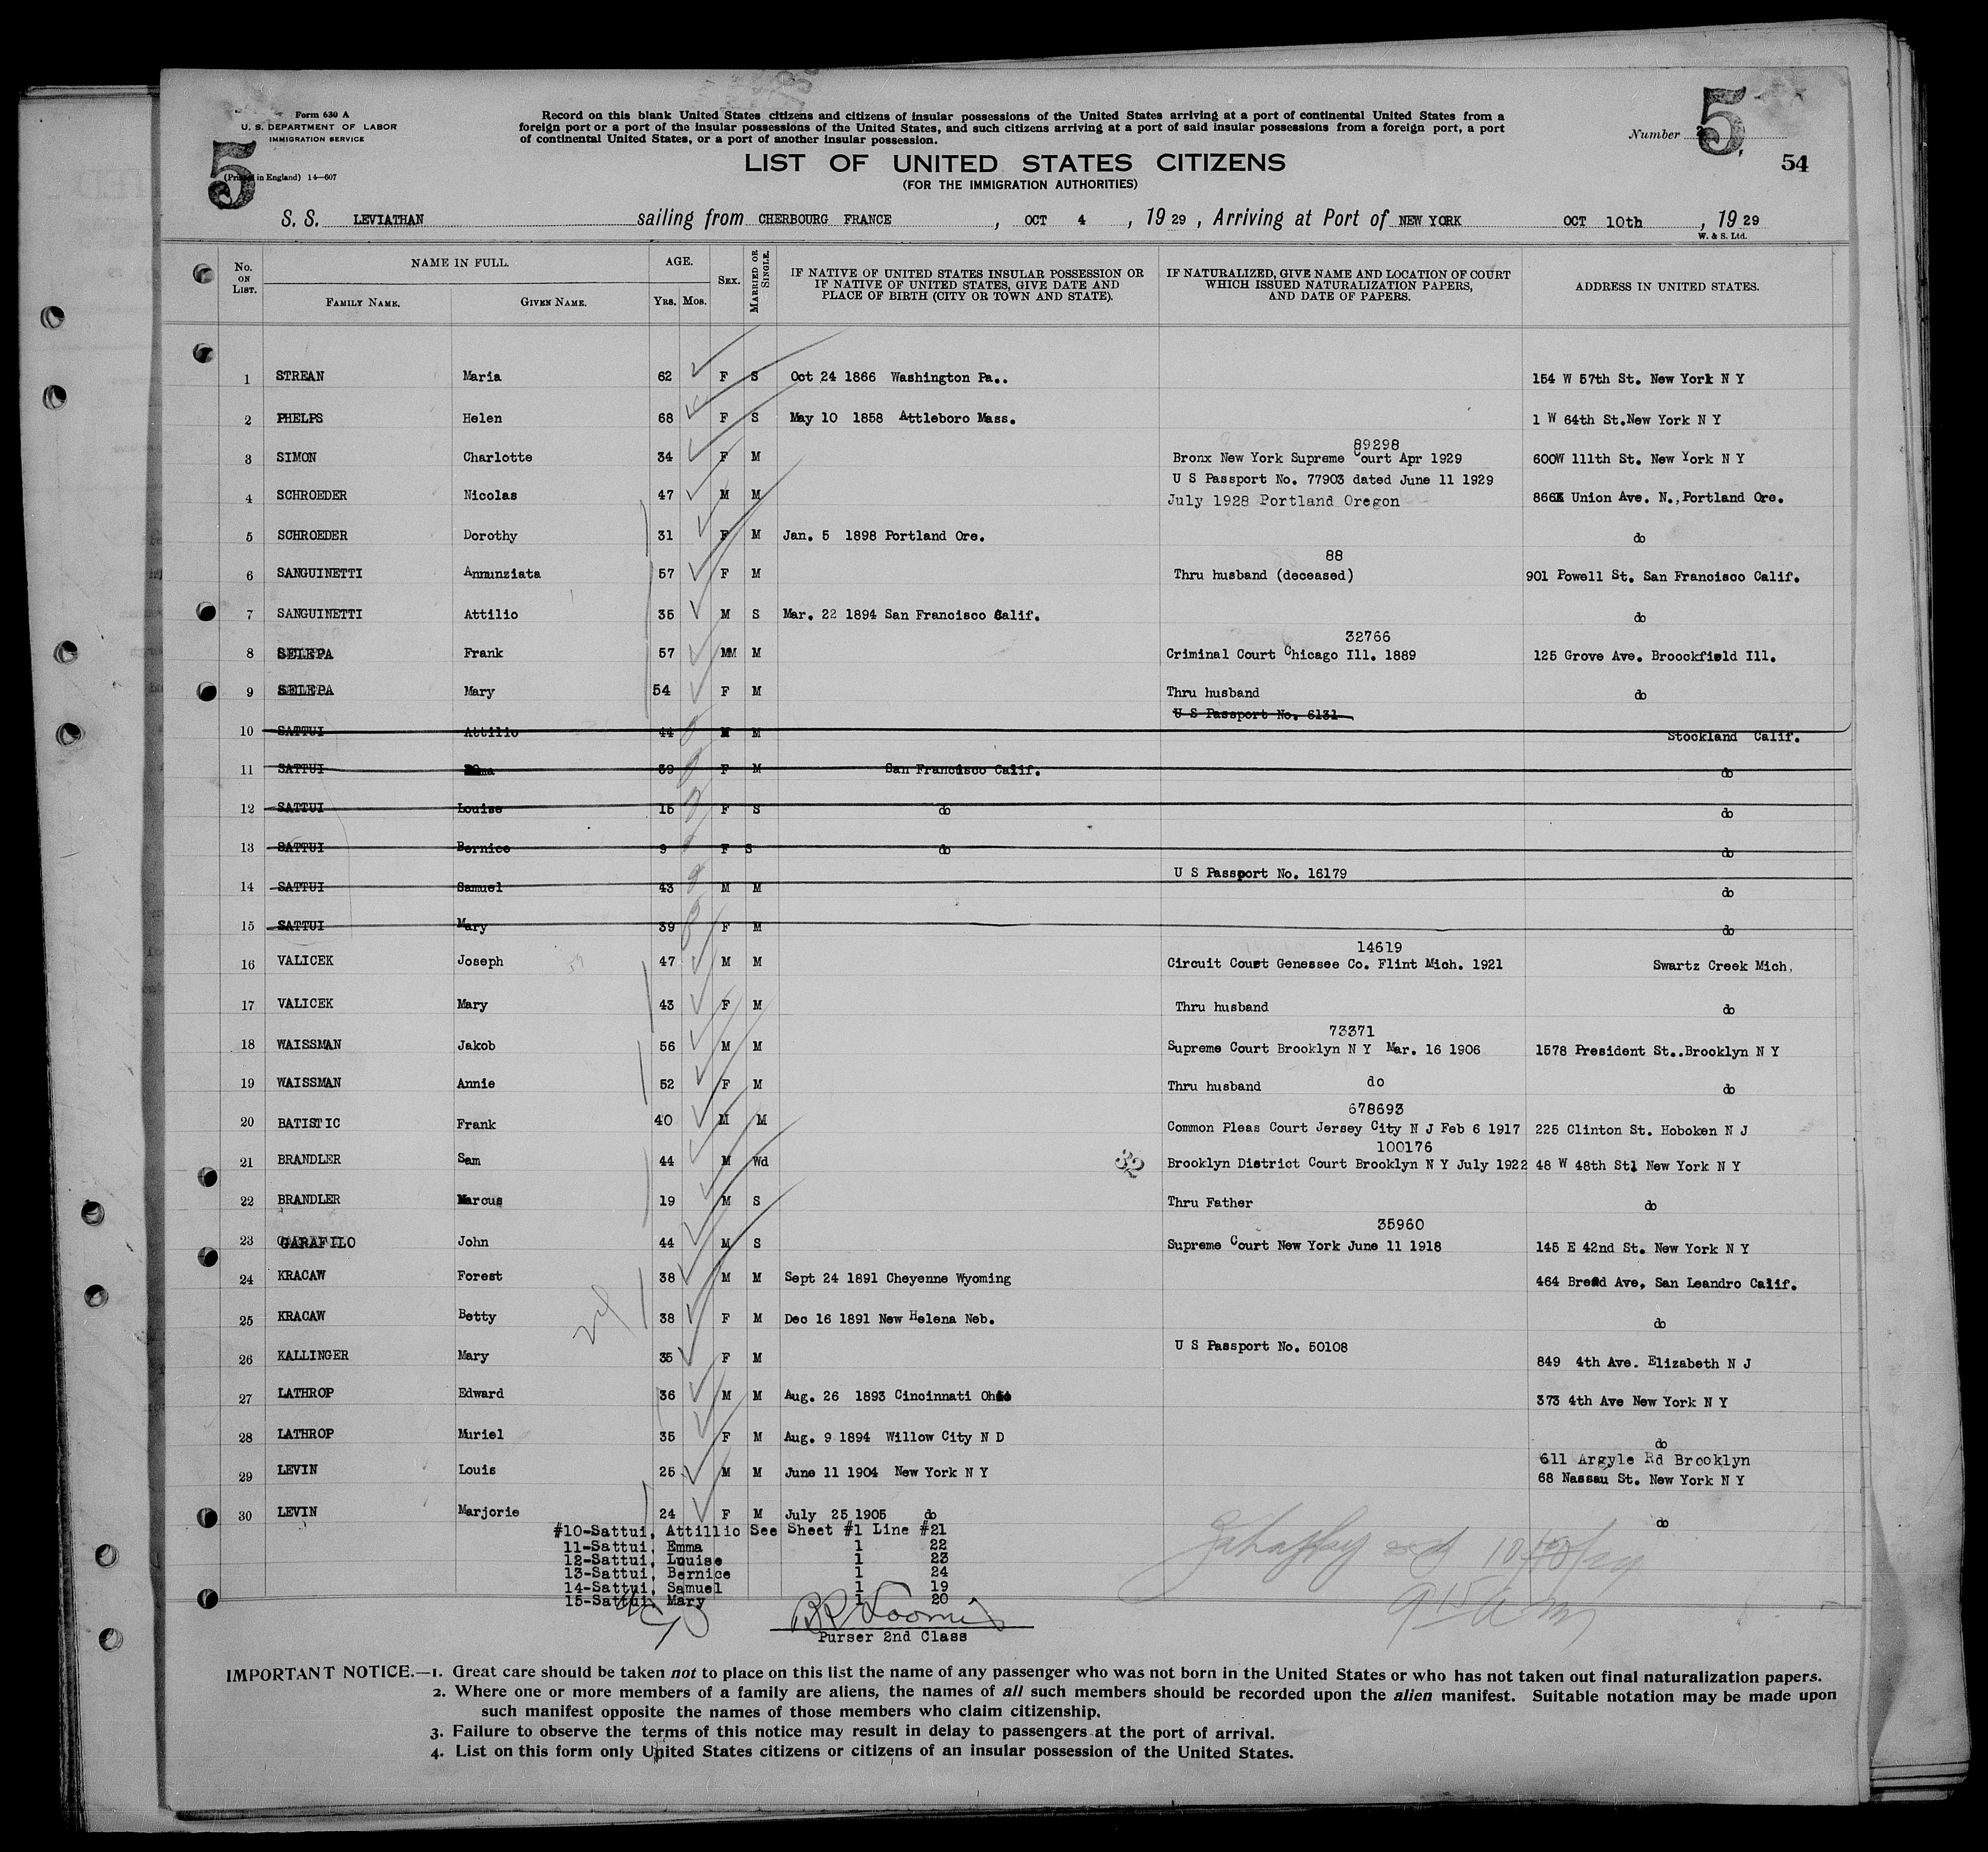 Form 630 A
U. S. DEPARTMENT OF LABOR
IMMIGRATION SERVICE
5
(Printed in England) 14—607
Record on this blank United States citizens and citizens of insular possessions of the United States arriving at a port of continental United States from a
foreign port or a port of the insular possessions of the United States, and such citizens arriving at a port of said insular possessions from a foreign port, a port
of continental United States, or a port of another insular possession.
Number 5
54
LIST OF UNITED STATES CITIZENS
(FOR THE IMMIGRATION AUTHORITIES)
S. S. LEVIATHAN sailing from CHERBOURG FRANCE , OCT 4 , 19 29 , Arriving at Port of NEW YORK OCT 10th , 19 29
W. & S. Ltd.
No. ON LIST. NAME IN FULL. AGE. SEX. MARRIED OR SINGLE. IF NATIVE OF UNITED STATES INSULAR POSSESSION OR IF NATIVE OF UNITED STATES, GIVE DATE AND PLACE OF BIRTH (CITY OR TOWN AND STATE). IF NATURALIZED, GIVE NAME AND LOCATION OF COURT WHICH ISSUED NATURALIZATION PAPERS, AND DATE OF PAPERS. ADDRESS IN UNITED STATES.
FAMILY NAME. GIVEN NAME. YRS. MOS.
1 STREAN Maria 62 F S Oct 24 1866 Washington Pa.. 154 W 57th St. New York N Y
2 PHELPS Helen 68 F S May 10 1858 Attleboro Mass. 1 W 64th St.New York N Y
89298
3 SIMON Charlotte 34 F M Bronx New York Supreme Court Apr 1929 600W 111th St. New York N Y
U S Passport No. 77903 dated June 11 1929
4 SCHROEDER Nicolas 47 M M July 1928 Portland Oregon 866 Union Ave. N.,Portland Ore.
5 SCHROEDER Dorothy 31 F M Jan. 5 1898 Portland Ore. do
88
6 SANGUINETTI Annunziata 57 F M Thru husband (deceased) 901 Powell St. San Francisco Calif.
7 SANGUINETTI Attilio 35 M S Mar. 22 1894 San Francisco Calif. do
32766
8 SELEPA Frank 57 MM M Criminal Court Chicago Ill. 1889 125 Grove Ave. Broockfield Ill.
9 SELEPA Mary 54 F M Thru husband do
U S Passport No. 6131
10 SATTUI Attilio 44 M M Stockland Calif.
11 SATTUI Emma 39 F M San Francisco Calif. do
12 SATTUI Louise 15 F S do do
13 SATTUI Bernice 9 F S do do
U S Passport No. 16179
14 SATTUI Samuel 43 M M do
15 SATTUI Mary 39 F M do
14619
16 VALICEK Joseph 47 M M Circuit Court Genessee Co. Flint Mich. 1921 Swartz Creek Mich,
17 VALICEK Mary 43 F M Thru husband do
73371
18 WAISSMAN Jakob 56 M M Supreme Court Brooklyn N Y Mar. 16 1906 1578 President St..Brooklyn N Y
19 WAISSMAN Annie 52 F M Thru husband do do
678693
20 BATISTIC Frank 40 M M Common Pleas Court Jersey City N J Feb 6 1917 225 Clinton St. Hoboken N J
100176
21 BRANDLER Sam 44 M Wd 32 Brooklyn District Court Brooklyn N Y July 1922 48 W 48th Stl New York N Y
22 BRANDLER Marcus 19 M S Thru Father do
35960
23 GARAFILO John 44 M S Supreme Court New York June 11 1918 145 E 42nd St. New York N Y
24 KRACAW Forest 38 M M Sept 24 1891 Cheyenne Wyoming 464 Bread Ave, San Leandro Calif.
25 KRACAW Betty 38 F M Dec 16 1891 New Helena Neb. do
U S Passport No. 50108
26 KALLINGER Mary 35 F M 849 4th Ave. Elizabeth N J
27 LATHROP Edward 36 M M Aug. 26 1893 Cincinnati Ohio 373 4th Ave New York N Y
28 LATHROP Muriel 35 F M Aug. 9 1894 Willow City N D do
611 Argyle Rd Brooklyn
29 LEVIN Louis 25 M M June 11 1904 New York N Y 68 Nassau St. New York N Y
30 LEVIN Marjorie 24 F M July 25 1905 do do
#10-Sattui, Attillio See Sheet #1 Line #21
11-Sattui, Emma 1 22
12-Sattui, Louise 1 23
13-Sattui, Bernice 1 24
14-Sattui, Samuel 1 19
15-Sattui, Mary 1 20
9 15 am
Purser 2nd Class
IMPORTANT NOTICE.—1. Great care should be taken not to place on this list the name of any passenger who was not born in the United States or who has not taken out final naturalization papers.
2. Where one or more members of a family are aliens, the names of all such members should be recorded upon the alien manifest. Suitable notation may be made upon
such manifest opposite the names of those members who claim citizenship.
3. Failure to observe the terms of this notice may result in delay to passengers at the port of arrival.
4. List on this form only United States citizens or citizens of an insular possession of the United States.